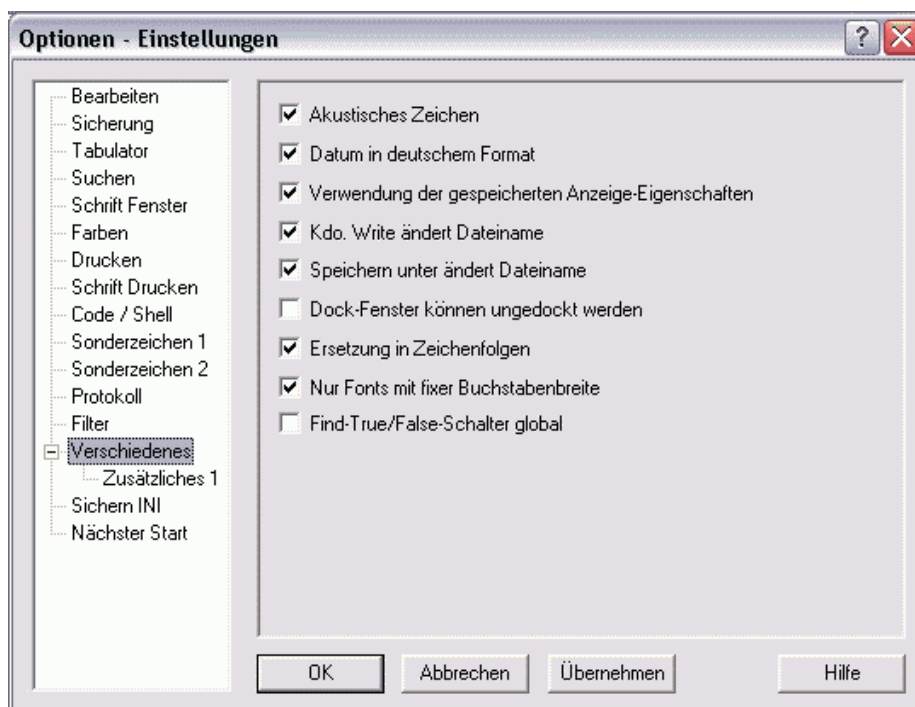 Optionen - Einstellungen
Bearbeiten
Sicherung
Tabulator
Suchen
Schrift Fenster
Farben
Drucken
Schrift Drucken
Code / Shell
Sonderzeichen 1
Sonderzeichen 2
Protokoll
Filter
Verschiedenes
Zusätzliches 1
Sichern INI
Nächster Start
Akustisches Zeichen
Datum in deutschem Format
Verwendung der gespeicherten Anzeige-Eigenschaften
Kdo. Write ändert Dateiname
Speichern unter ändert Dateiname
Dock-Fenster können ungedockt werden
Ersetzung in Zeichenfolgen
Nur Fonts mit fixer Buchstabenbreite
Find-True/False-Schalter global
OK
Abbrechen
Übernehmen
Hilfe